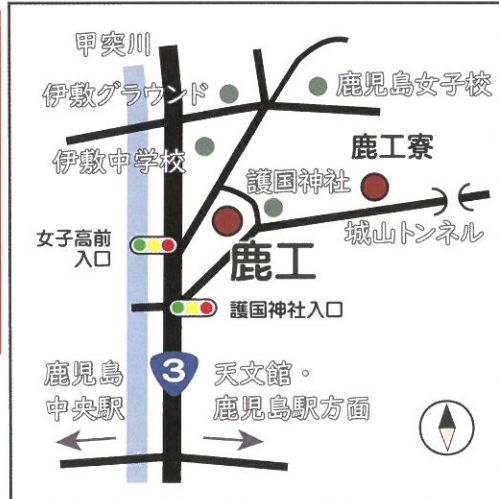 甲突川
伊敷グラウンド
鹿児島女子校
伊敷中学校
鹿工寮
護国神社
女子高前
入口
鹿工
城山トンネル
護国神社入口
3
鹿児島
中央駅
天文館・
鹿児島駅方面